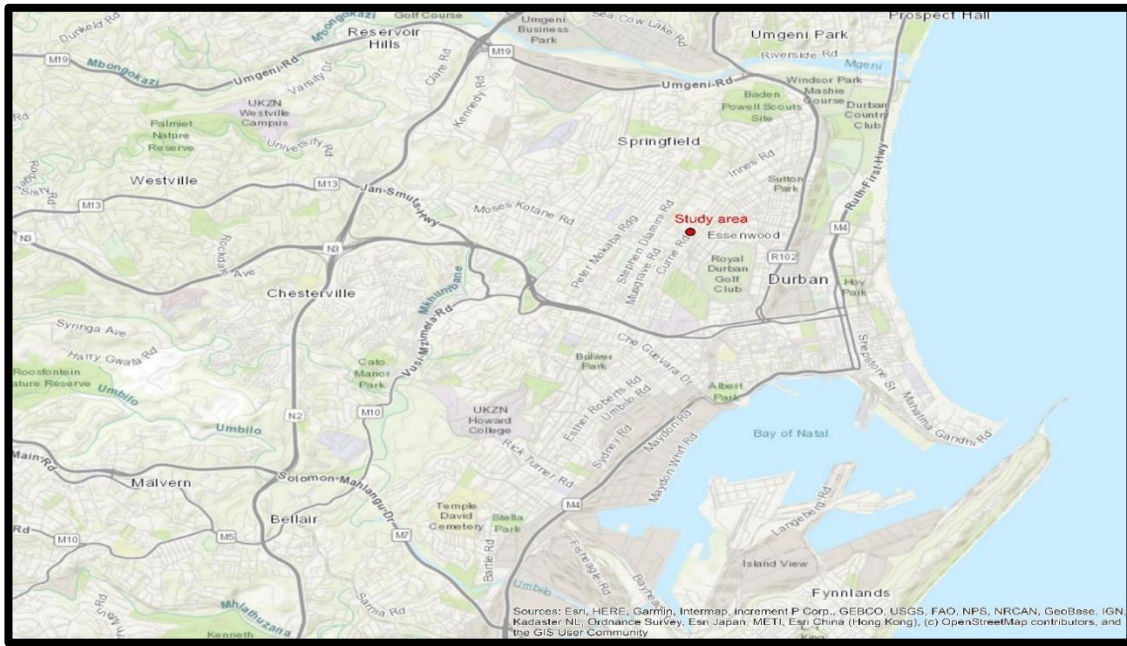 Golf Course
Prospect Hall
Dunkeld Rd
Mbongokazi
Reservoir
Hills
Umgeni
Business
Park
Sea Cow Lake Rd
Umgeni Park
Riverside Rd
Mgeni
M19
M19
Mbongokazi
Umgeni Rd
Varsity Dr
Clare Rd
Kennedy Rd
Umgeni Rd
Windsor Park
Mashie
Course
Baden
Powell Scouts
Site
Durban
Country
Club
UKZN
Westville
Campus
Palmiet
Nature
Reserve
University Rd
Springfield
Innes Rd
Ruth First Hwy
Westville
M13
M13
Jan Smuts Hwy
Sutton
Park
Moses Kotane Rd
Peter Mokaba Rdg
Stephen Dlamini Rd
Musgrave Rd
Currie Rd
Study area
Essenwood
M4
N3
N3
Rockdale Ave
R102
Royal
Durban
Golf
Club
Durban
Hoy
Park
Chesterville
Mkhumbane
Vusi Mzimela Rd
Syringa Ave
Harry Gwala Rd
Roosfontein
ature Reserve
Umbilo
Umbilo
Cato
Manor
Park
Bulwer
Park
Che Guevara Dr
Shepstone St
Mahatma Gandhi Rd
Albert
Park
N2
M10
UKZN
Howard
College
Esther Roberts Rd
Umbilo Rd
Sydney Rd
Maydon Rd
Maydon Whrf Rd
Bay of Natal
Rick Turner Rd
Main Rd
Malvern
Solomon Mahlangu Dr
M4
Langeberg Rd
Temple
David
Cemetery
Stella
Park
Bellair
Rd
M10
M5
M7
Bartle Rd
Fisheagle Rd
Bayhead
Island View
Fynnlands
Umbilo
Sarnia Rd
Mhlathuzana
Kenneth
Sources: Esri, HERE, Garmin, Intermap, increment P Corp., GEBCO, USGS, FAO, NPS, NRCAN, GeoBase, IGN,
Kadaster NL, Ordnance Survey, Esri Japan, METI, Esri China (Hong Kong), (c) OpenStreetMap contributors, and
the GIS User Community